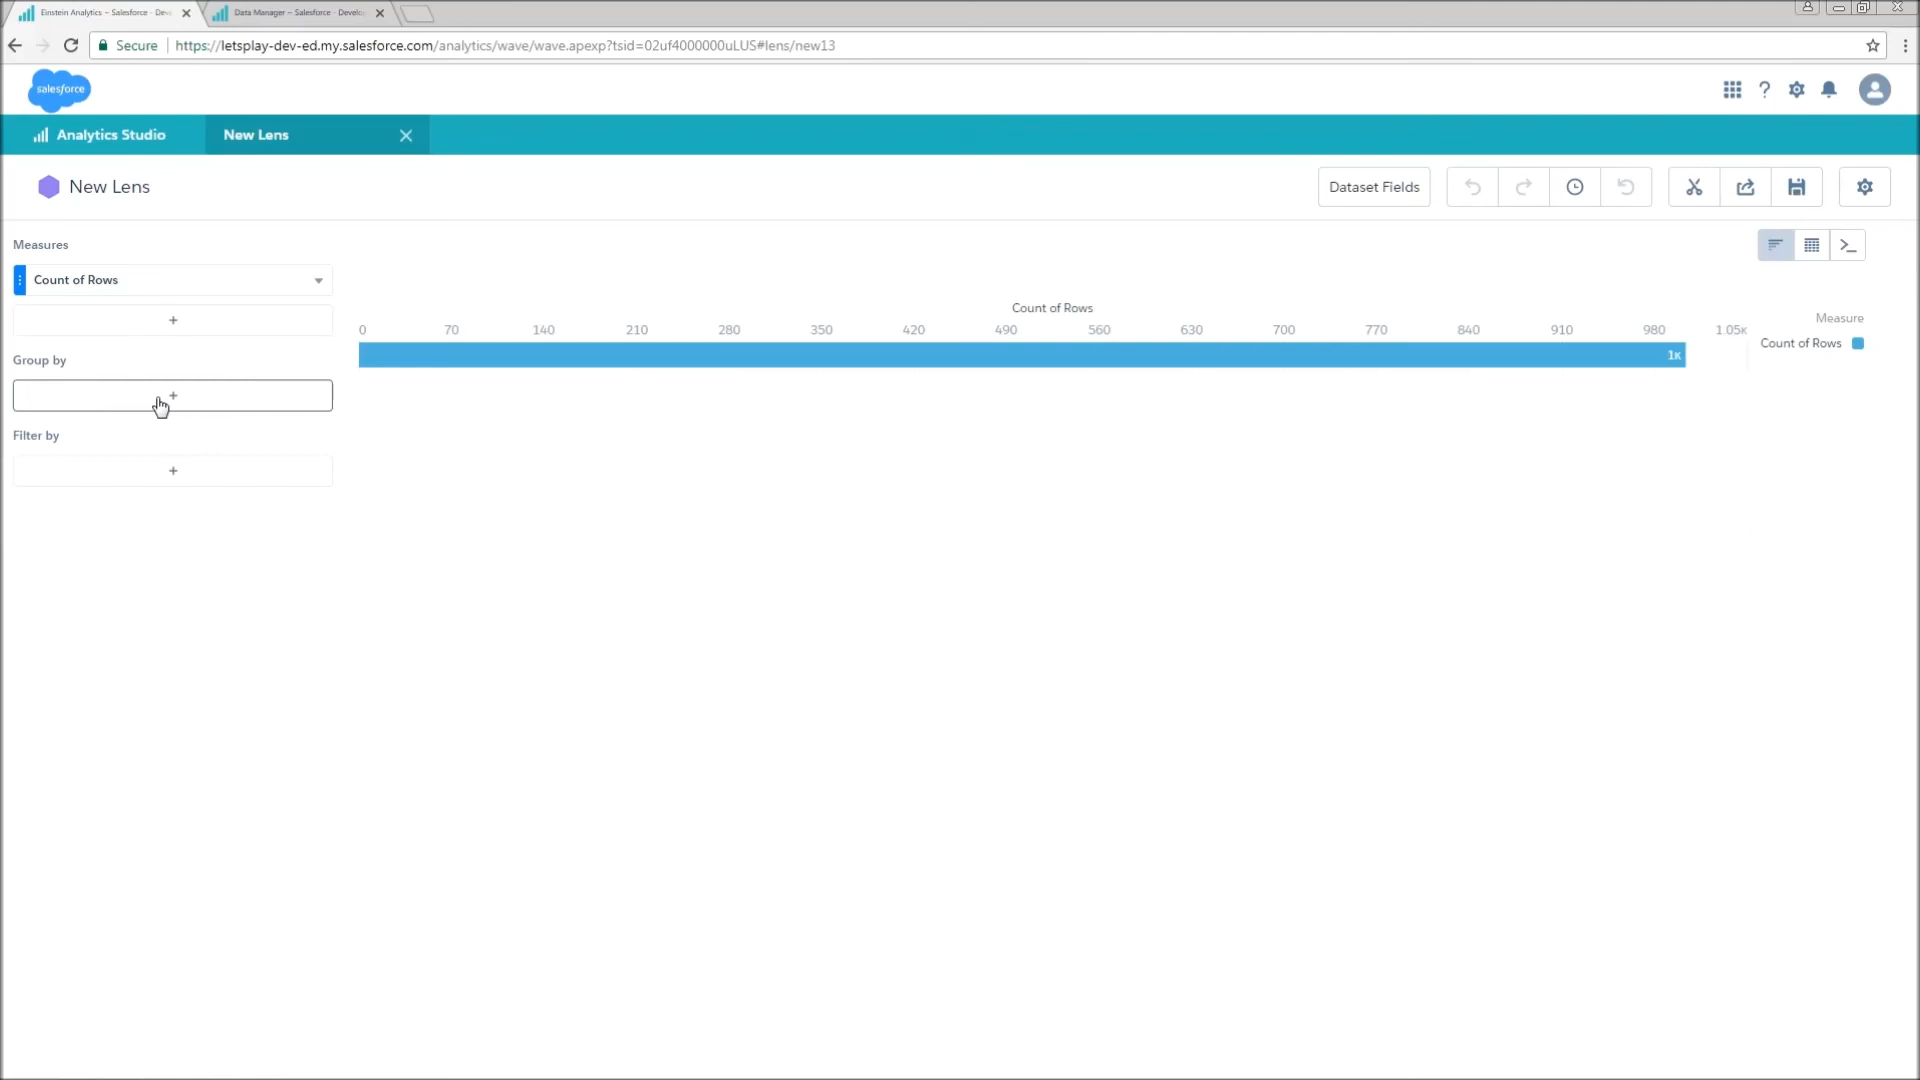 Einstein Analytics – Salesforce - Dev
Data Manager – Salesforce - Develo
Secure
https://letsplay-dev-ed.my.salesforce.com/analytics/wave/wave.apexp?tsid=02uf4000000uLUS#lens/new13
salesforce
?
Analytics Studio
New Lens
New Lens
Dataset Fields
Measures
Count of Rows
+
Group by
+
Filter by
+
>_
Count of Rows
0 70 140 210 280 350 420 490 560 630 700 770 840 910 980 1.05K
1K
Measure
Count of Rows